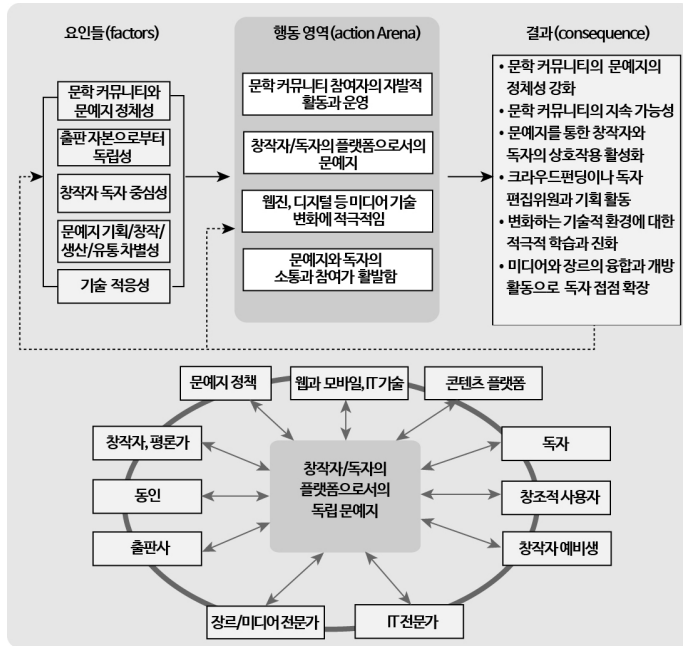 요인들(factors)
문학 커뮤니티와
문예지 정체성
출판 자본으로부터
독립성
창작자 독자 중심성
문예지 기획/창작/
생산/유통 차별성
기술 적응성
행동 영역(action Arena)
문학 커뮤니티 참여자의 자발적
활동과 운영
창작자/독자의 플랫폼으로서의
문예지
웹진, 디지털 등 미디어 기술
변화에 적극적임
문예지와 독자의
소통과 참여가 활발함
결과(consequence)
• 문학 커뮤니티의 문예지의
정체성 강화
• 문학 커뮤니티의 지속 가능성
• 문예지를 통한 창작자와
독자의 상호작용 활성화
• 크라우드펀딩이나 독자
편집위원과 기획 활동
• 변화하는 기술적 환경에 대한
적극적 학습과 진화
• 미디어와 장르의 융합과 개방
활동으로 독자 접점 확장
문예지 정책
웹과 모바일, IT 기술
콘텐츠 플랫폼
창작자, 평론가
독자
창작자/독자의
플랫폼으로서의
독립 문예지
동인
창조적 사용자
출판사
창작자 예비생
장르/미디어 전문가
IT 전문가